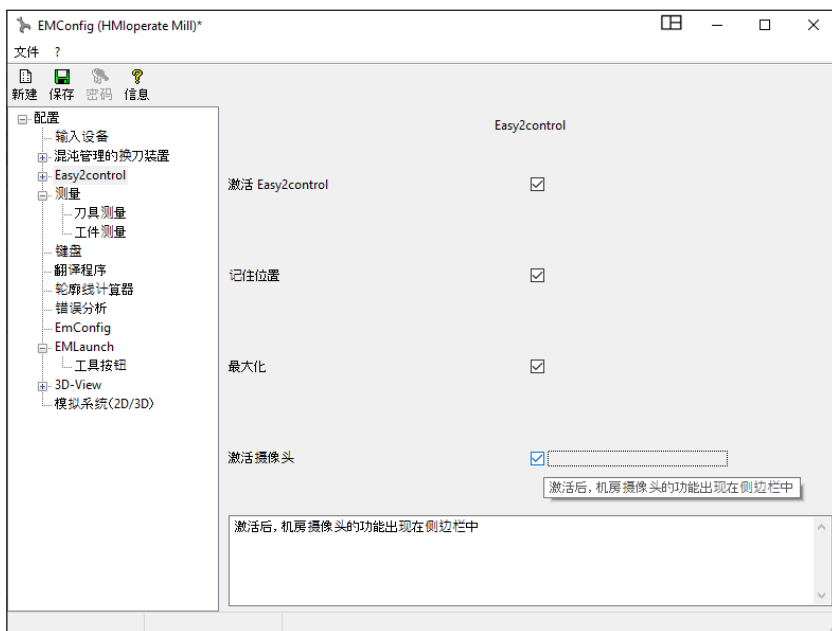 EMConfig (HMIoperate Mill)*
文件 ?
新建 保存 密码 信息
配置
输入设备
混沌管理的换刀装置
Easy2control
测量
刀具测量
工件测量
键盘
翻译程序
轮廓线计算器
错误分析
EmConfig
EMLaunch
工具按钮
3D-View
模拟系统(2D/3D)
Easy2control
激活 Easy2control
记住位置
最大化
激活摄像头
激活后, 机房摄像头的功能出现在侧边栏中
激活后, 机房摄像头的功能出现在侧边栏中